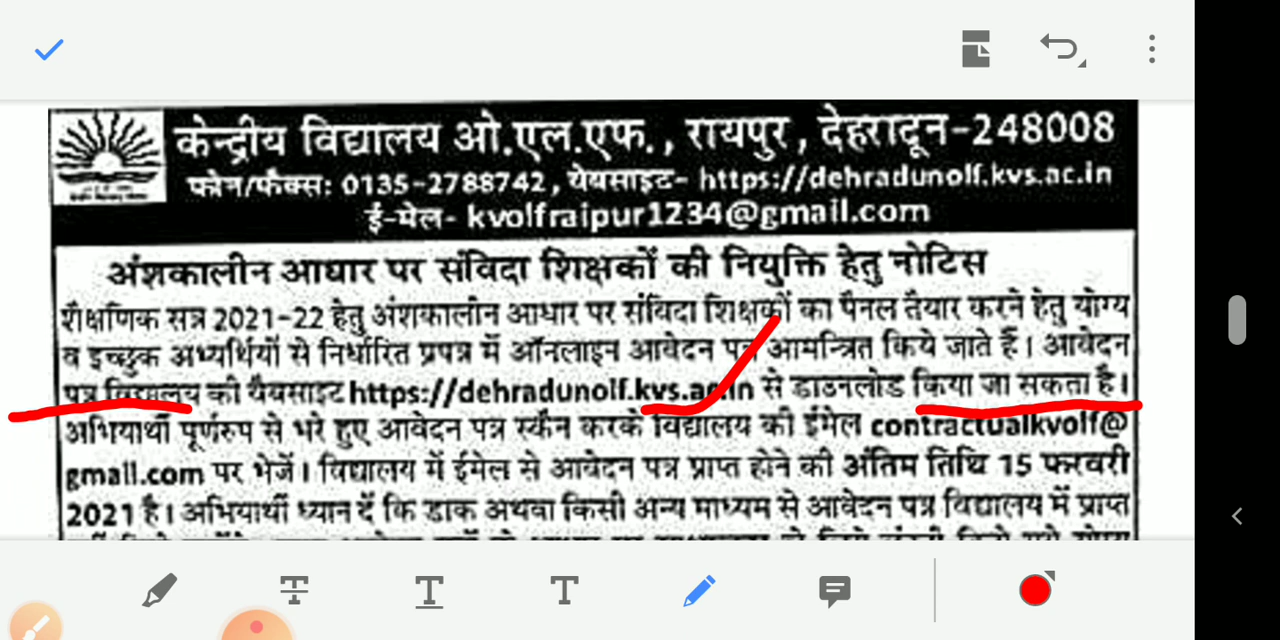 केन्द्रीय विद्यालय ओ.एल.एफ., रायपुर, देहरादून-248008
फोन/फैक्स: 0135-2788742, वेबसाइट- https://dehradunolf.kvs.ac.in
ई-मेल- kvolfraipur1234@gmail.com
अंशकालीन आधार पर संविदा शिक्षकों की नियुक्ति हेतु नोटिस
शैक्षणिक सत्र 2021-22 हेतु अंशकालीन आधार पर संविदा शिक्षकों का पैनल तैयार करने हेतु योग्य
व इच्छुक अभ्यर्थियों से निर्धारित प्रपत्र में ऑनलाइन आवेदन पत्र आमन्त्रित किये जाते हैं। आवेदन
पत्र विद्यालय की वैबसाइट https://dehradunolf.kvs.ac.in से डाउनलोड किया जा सकता है।
अभियार्थी पूर्णरुप से भरे हुए आवेदन पत्र स्कैन करके विद्यालय की ईमेल contractualkvolf@
gmail.com पर भेजें। विद्यालय में ईमेल से आवेदन पत्र प्राप्त होने की अंतिम तिथि 15 फरवरी
2021 है। अभियार्थी ध्यान दें कि डाक अथवा किसी अन्य माध्यम से आवेदन पत्र विद्यालय में प्राप्त